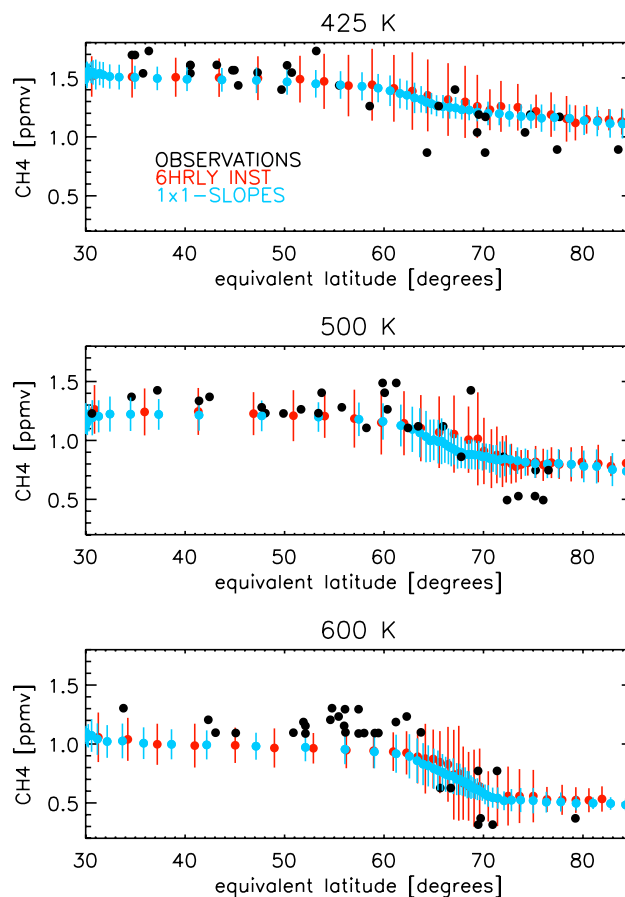 425 K
CH4 [ppmv]
1.5
1.0
0.5
OBSERVATIONS
6HRLY INST
1x1-SLOPES
30 40 50 60 70 80
equivalent latitude [degrees]
500 K
CH4 [ppmv]
1.5
1.0
0.5
30 40 50 60 70 80
equivalent latitude [degrees]
600 K
CH4 [ppmv]
1.5
1.0
0.5
30 40 50 60 70 80
equivalent latitude [degrees]